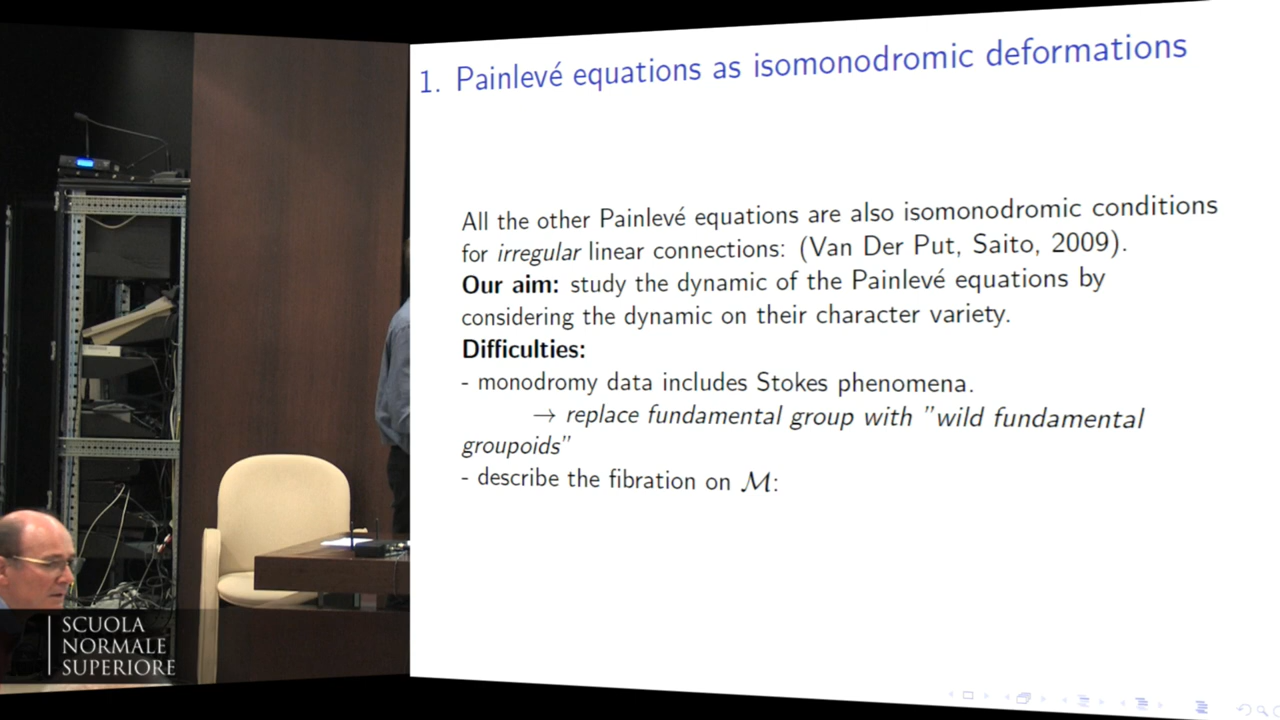 1. Painlevé equations as isomonodromic deformations
All the other Painlevé equations are also isomonodromic conditions
for irregular linear connections: (Van Der Put, Saito, 2009).
Our aim: study the dynamic of the Painlevé equations by
considering the dynamic on their character variety.
Difficulties:
- monodromy data includes Stokes phenomena.
→ replace fundamental group with "wild fundamental
groupoids"
- describe the fibration on ℳ:
SCUOLA
NORMALE
SUPERIORE